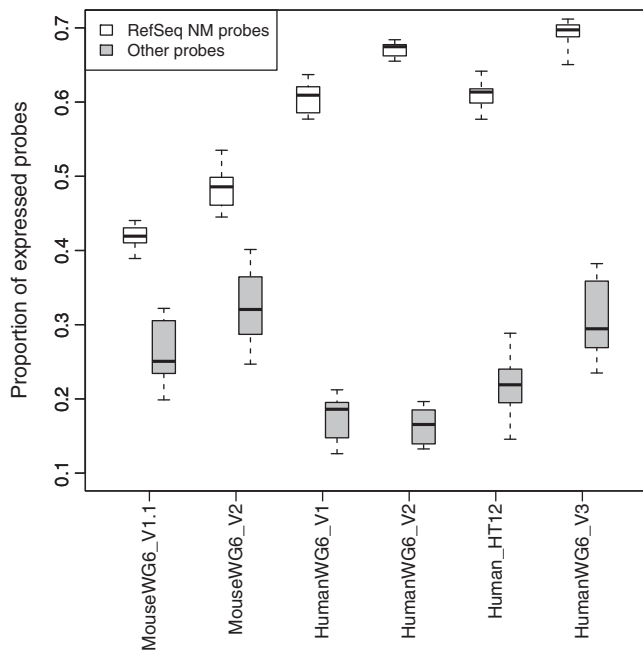 RefSeq NM probes
Other probes
Proportion of expressed probes
0.7
0.6
0.5
0.4
0.3
0.2
0.1
MouseWG6_V1.1
MouseWG6_V2
HumanWG6_V1
HumanWG6_V2
Human_HT12
HumanWG6_V3